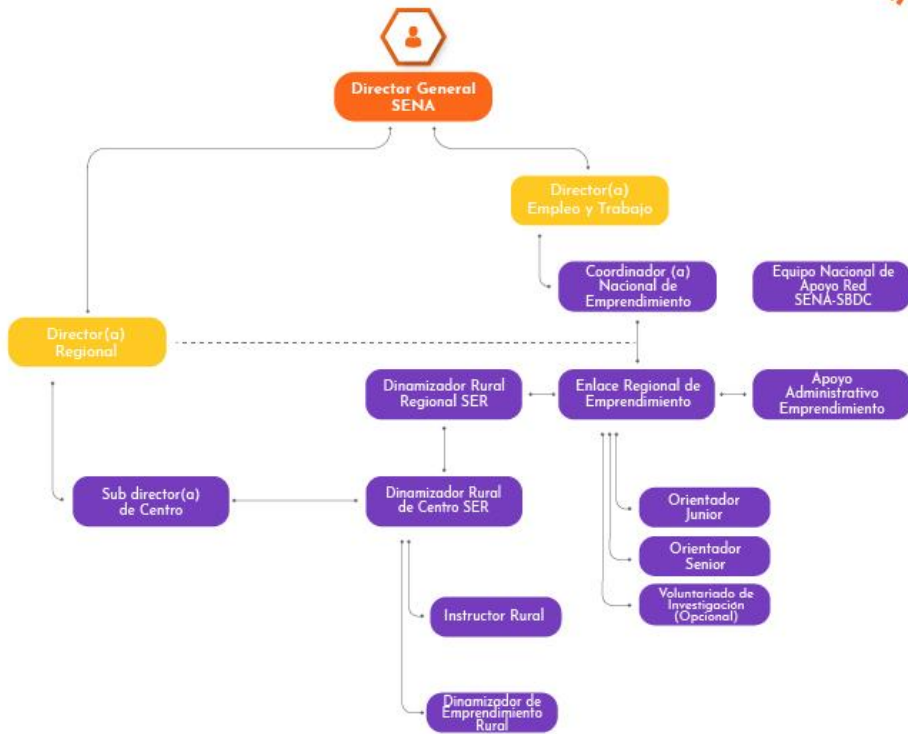 Director General
SENA
Director(a)
Empleo y Trabajo
Coordinador (a)
Nacional de
Emprendimiento
Equipo Nacional de
Apoyo Red
SENA-SBDC
Director(a)
Regional
Dinamizador Rural
Regional SER
Enlace Regional de
Emprendimiento
Apoyo
Administrativo
Emprendimiento
Sub director(a)
de Centro
Dinamizador Rural
de Centro SER
Orientador
Junior
Orientador
Senior
Voluntariado de
Investigación
(Opcional)
Instructor Rural
Dinamizador de
Emprendimiento
Rural